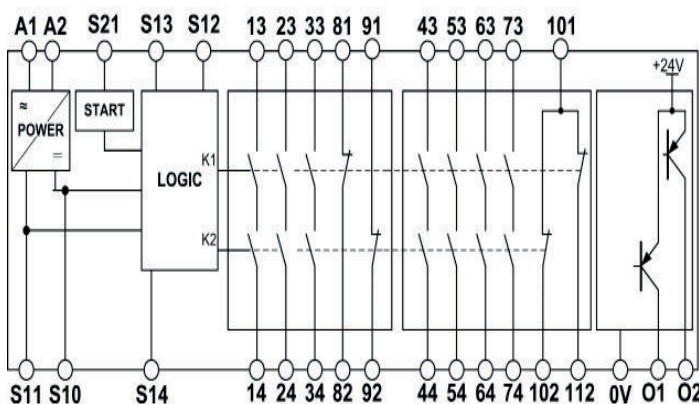 A1 A2 S21 S13 S12 13 23 33 81 91 43 53 63 73 101
+24V
≈
POWER
=
START
LOGIC
K1
K2
S11 S10 S14 14 24 34 82 92 44 54 64 74 102 112 0V O1 O2